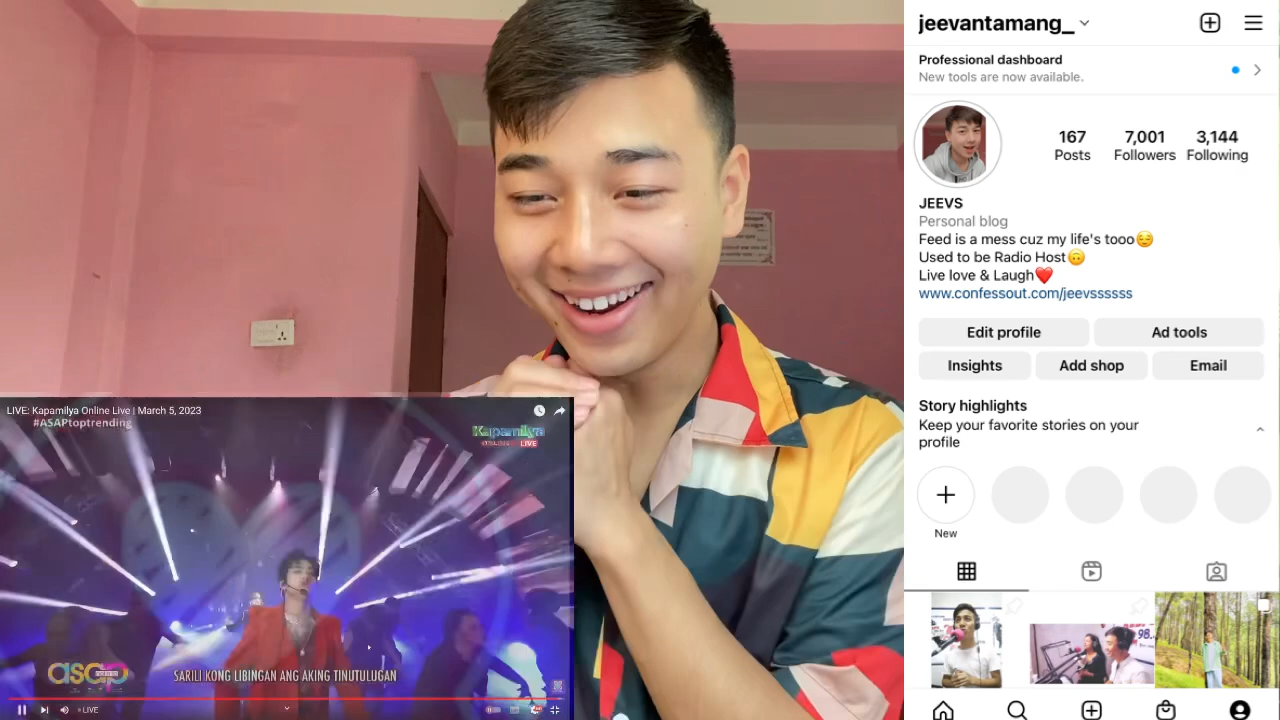 LIVE: Kapamilya Online Live | March 5, 2023
#ASAPtoptrending
Kapamilya
LIVE
asap
SARILI KONG LIBINGAN ANG AKING TINUTULUGAN
LIVE
jeevantamang_
Professional dashboard
New tools are now available.
167
7,001
3,144
Posts
Followers
Following
JEEVS
Personal blog
Feed is a mess cuz my life's tooo😌
Used to be Radio Host🙃
Live love & Laugh❤️
www.confessout.com/jeevssssss
Edit profile
Ad tools
Insights
Add shop
Email
Story highlights
Keep your favorite stories on your
profile
New
98.